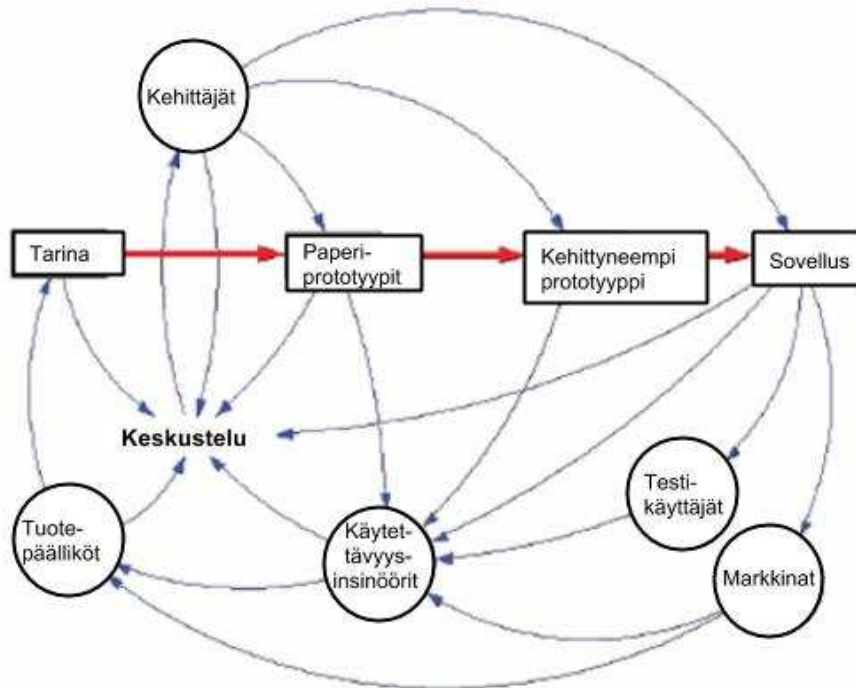 Kehittäjät
Tarina
Paperi-
prototyypit
Kehittyneempi
prototyyppi
Sovellus
Keskustelu
Tuote-
päälliköt
Käytet-
tävyys-
insinöörit
Testi-
käyttäjät
Markkinat